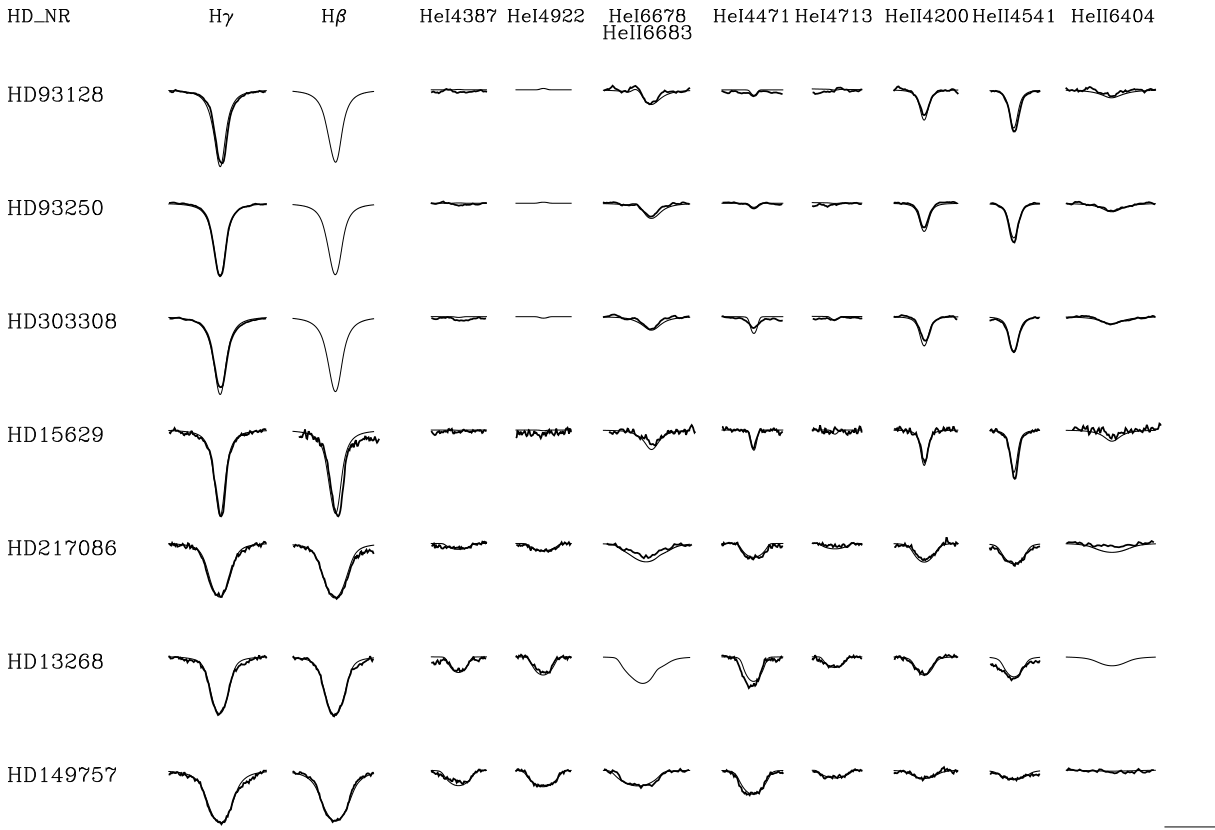 HD_NR Hγ Hβ HeI4387 HeI4922 HeI6678 HeI4471 HeI4713 HeII4200 HeII4541 HeII6404
HeII6683
HD93128
HD93250
HD303308
HD15629
HD217086
HD13268
HD149757